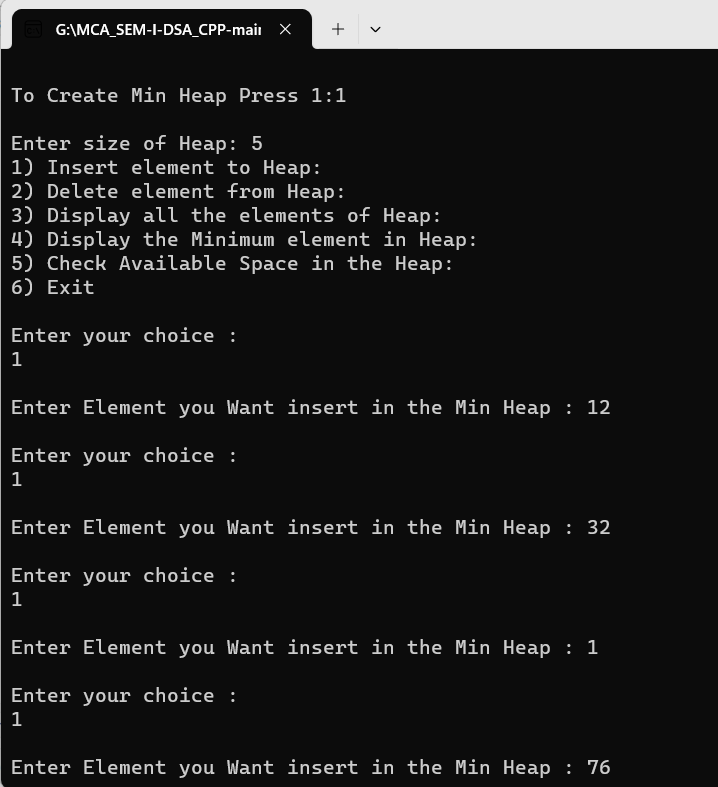 G:\MCA_SEM-I-DSA_CPP-mair
To Create Min Heap Press 1:1
Enter size of Heap: 5
1) Insert element to Heap:
2) Delete element from Heap:
3) Display all the elements of Heap:
4) Display the Minimum element in Heap:
5) Check Available Space in the Heap:
6) Exit
Enter your choice :
1
Enter Element you Want insert in the Min Heap : 12
Enter your choice :
1
Enter Element you Want insert in the Min Heap : 32
Enter your choice :
1
Enter Element you Want insert in the Min Heap : 1
Enter your choice :
1
Enter Element you Want insert in the Min Heap : 76